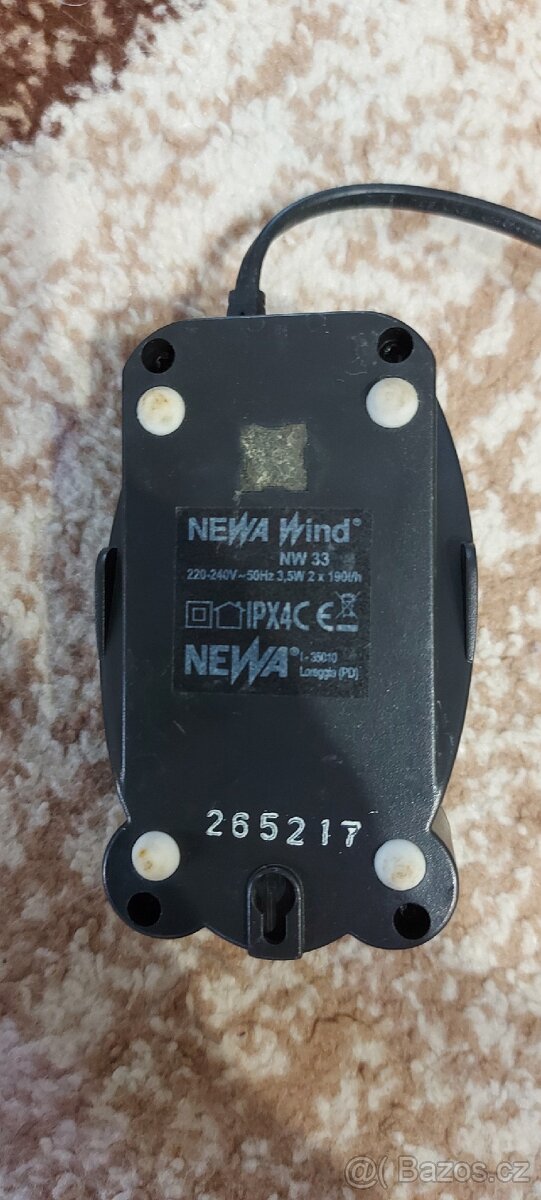 NEWA Wind®
NW 33
220-240V~50Hz 3,5W 2 x 190l/h
IPX4 CE
NEWA® I - 35010
Loreggia (PD)
265217
@( Bazos.cz